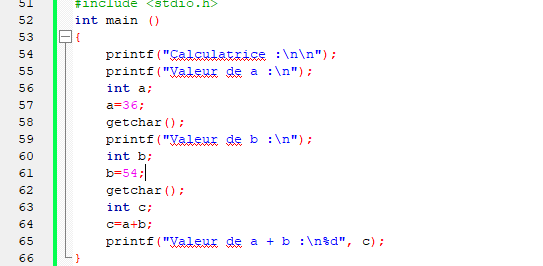 51 #include <stdio.h>
52 int main ()
53 {
54 printf("Calculatrice :\n\n");
55 printf("Valeur de a :\n");
56 int a;
57 a=36;
58 getchar();
59 printf("Valeur de b :\n");
60 int b;
61 b=54;
62 getchar();
63 int c;
64 c=a+b;
65 printf("Valeur de a + b :\n%d", c);
66 }